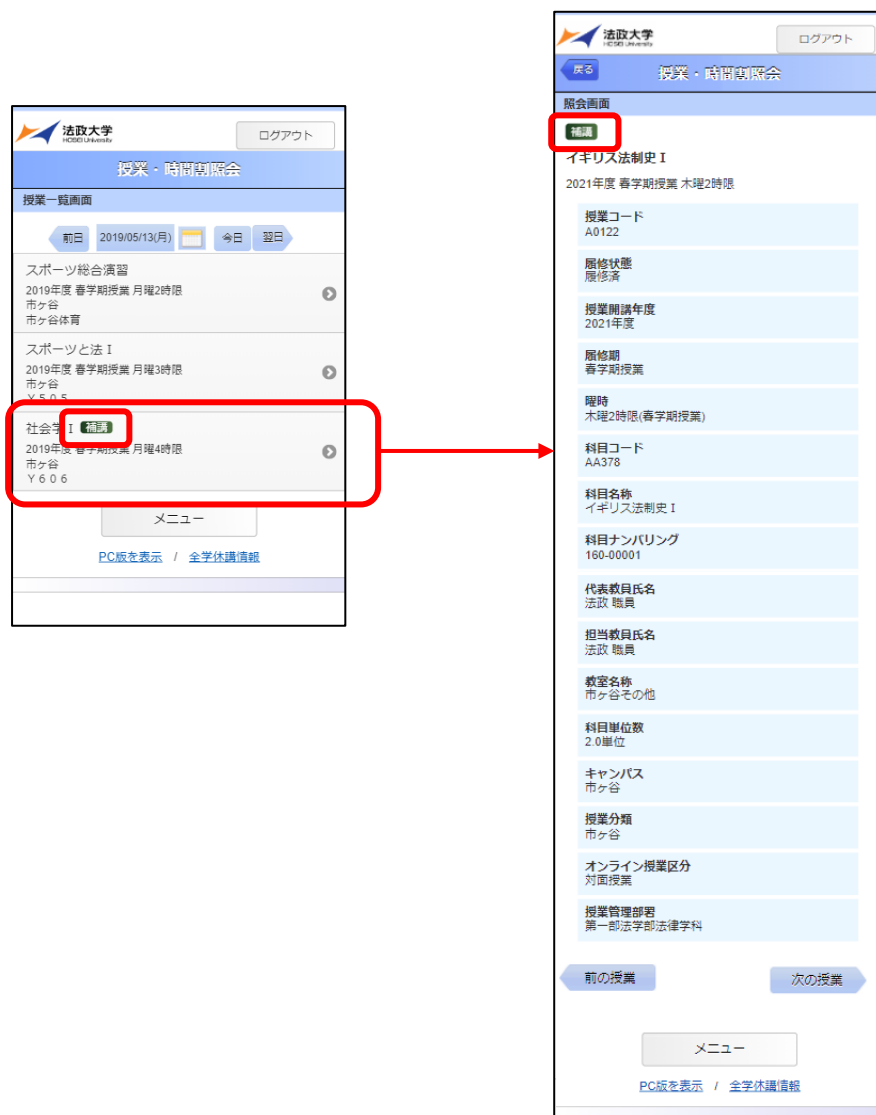 法政大学
HOSEI University
ログアウト
授業・時間割照会
授業一覧画面
前日 2019/05/13(月) 今日 翌日
スポーツ総合演習
2019年度 春学期授業 月曜2時限
市ヶ谷
市ヶ谷体育
スポーツと法Ⅰ
2019年度 春学期授業 月曜3時限
市ヶ谷
Y505
社会学Ⅰ 補講
2019年度 春学期授業 月曜4時限
市ヶ谷
Y606
メニュー
PC版を表示 / 全学休講情報
法政大学
HOSEI University
ログアウト
戻る 授業・時間割照会
照会画面
補講
イギリス法制史Ⅰ
2021年度 春学期授業 木曜2時限
授業コード
A0122
履修状態
履修済
授業開講年度
2021年度
履修期
春学期授業
曜時
木曜2時限(春学期授業)
科目コード
AA378
科目名称
イギリス法制史Ⅰ
科目ナンバリング
160-00001
代表教員氏名
法政 職員
担当教員氏名
法政 職員
教室名称
市ヶ谷その他
科目単位数
2.0単位
キャンパス
市ヶ谷
授業分類
市ヶ谷
オンライン授業区分
対面授業
授業管理部署
第一部法学部法律学科
前の授業 次の授業
メニュー
PC版を表示 / 全学休講情報